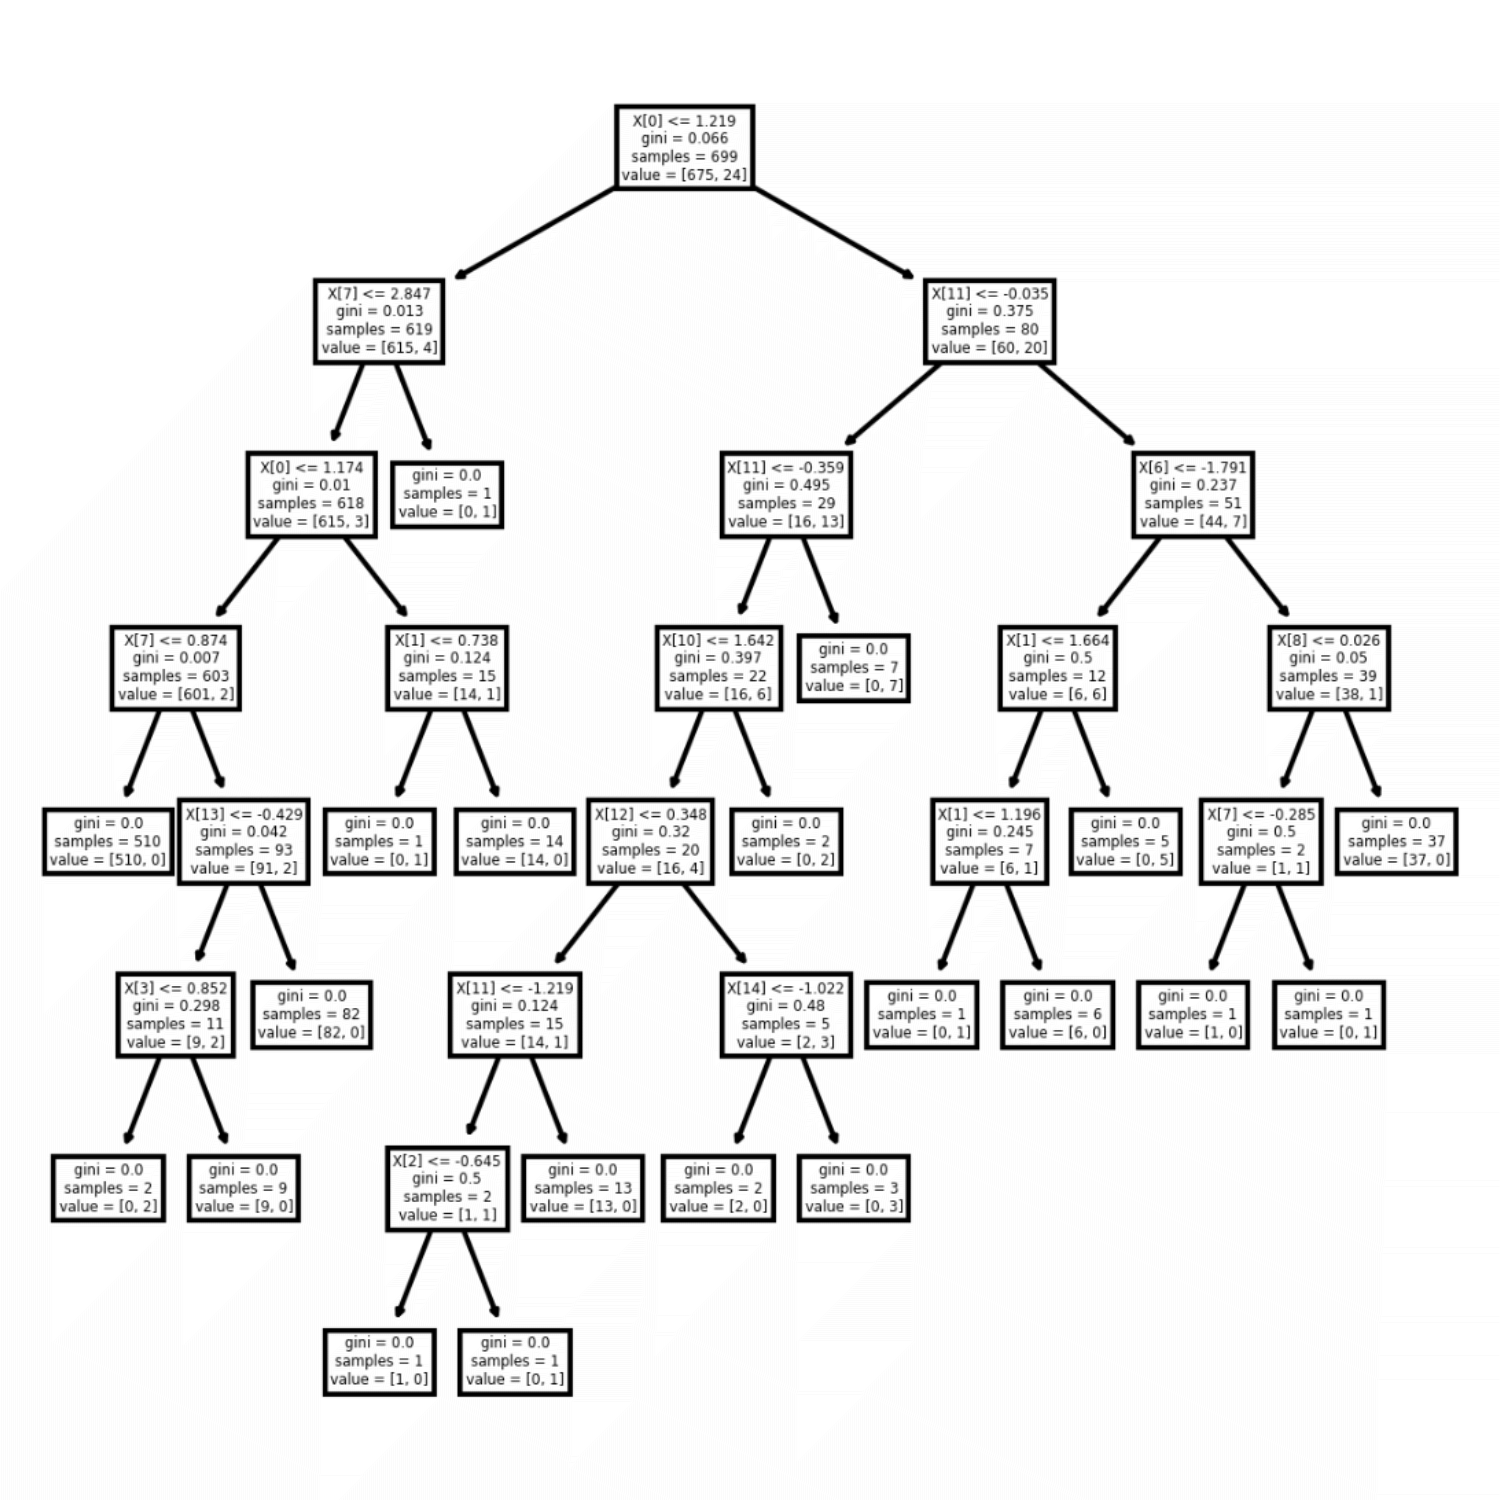 X[0] <= 1.219
gini = 0.066
samples = 699
value = [675, 24]
X[7] <= 2.847
gini = 0.013
samples = 619
value = [615, 4]
X[11] <= -0.035
gini = 0.375
samples = 80
value = [60, 20]
X[0] <= 1.174
gini = 0.01
samples = 618
value = [615, 3]
gini = 0.0
samples = 1
value = [0, 1]
X[11] <= -0.359
gini = 0.495
samples = 29
value = [16, 13]
X[6] <= -1.791
gini = 0.237
samples = 51
value = [44, 7]
X[7] <= 0.874
gini = 0.007
samples = 603
value = [601, 2]
X[1] <= 0.738
gini = 0.124
samples = 15
value = [14, 1]
X[10] <= 1.642
gini = 0.397
samples = 22
value = [16, 6]
gini = 0.0
samples = 7
value = [0, 7]
X[1] <= 1.664
gini = 0.5
samples = 12
value = [6, 6]
X[8] <= 0.026
gini = 0.05
samples = 39
value = [38, 1]
gini = 0.0
samples = 510
value = [510, 0]
X[13] <= -0.429
gini = 0.042
samples = 93
value = [91, 2]
gini = 0.0
samples = 1
value = [0, 1]
gini = 0.0
samples = 14
value = [14, 0]
X[12] <= 0.348
gini = 0.32
samples = 20
value = [16, 4]
gini = 0.0
samples = 2
value = [0, 2]
X[1] <= 1.196
gini = 0.245
samples = 7
value = [6, 1]
gini = 0.0
samples = 5
value = [0, 5]
X[7] <= -0.285
gini = 0.5
samples = 2
value = [1, 1]
gini = 0.0
samples = 37
value = [37, 0]
X[3] <= 0.852
gini = 0.298
samples = 11
value = [9, 2]
gini = 0.0
samples = 82
value = [82, 0]
X[11] <= -1.219
gini = 0.124
samples = 15
value = [14, 1]
X[14] <= -1.022
gini = 0.48
samples = 5
value = [2, 3]
gini = 0.0
samples = 1
value = [0, 1]
gini = 0.0
samples = 6
value = [6, 0]
gini = 0.0
samples = 1
value = [1, 0]
gini = 0.0
samples = 1
value = [0, 1]
gini = 0.0
samples = 2
value = [0, 2]
gini = 0.0
samples = 9
value = [9, 0]
X[2] <= -0.645
gini = 0.5
samples = 2
value = [1, 1]
gini = 0.0
samples = 13
value = [13, 0]
gini = 0.0
samples = 2
value = [2, 0]
gini = 0.0
samples = 3
value = [0, 3]
gini = 0.0
samples = 1
value = [1, 0]
gini = 0.0
samples = 1
value = [0, 1]